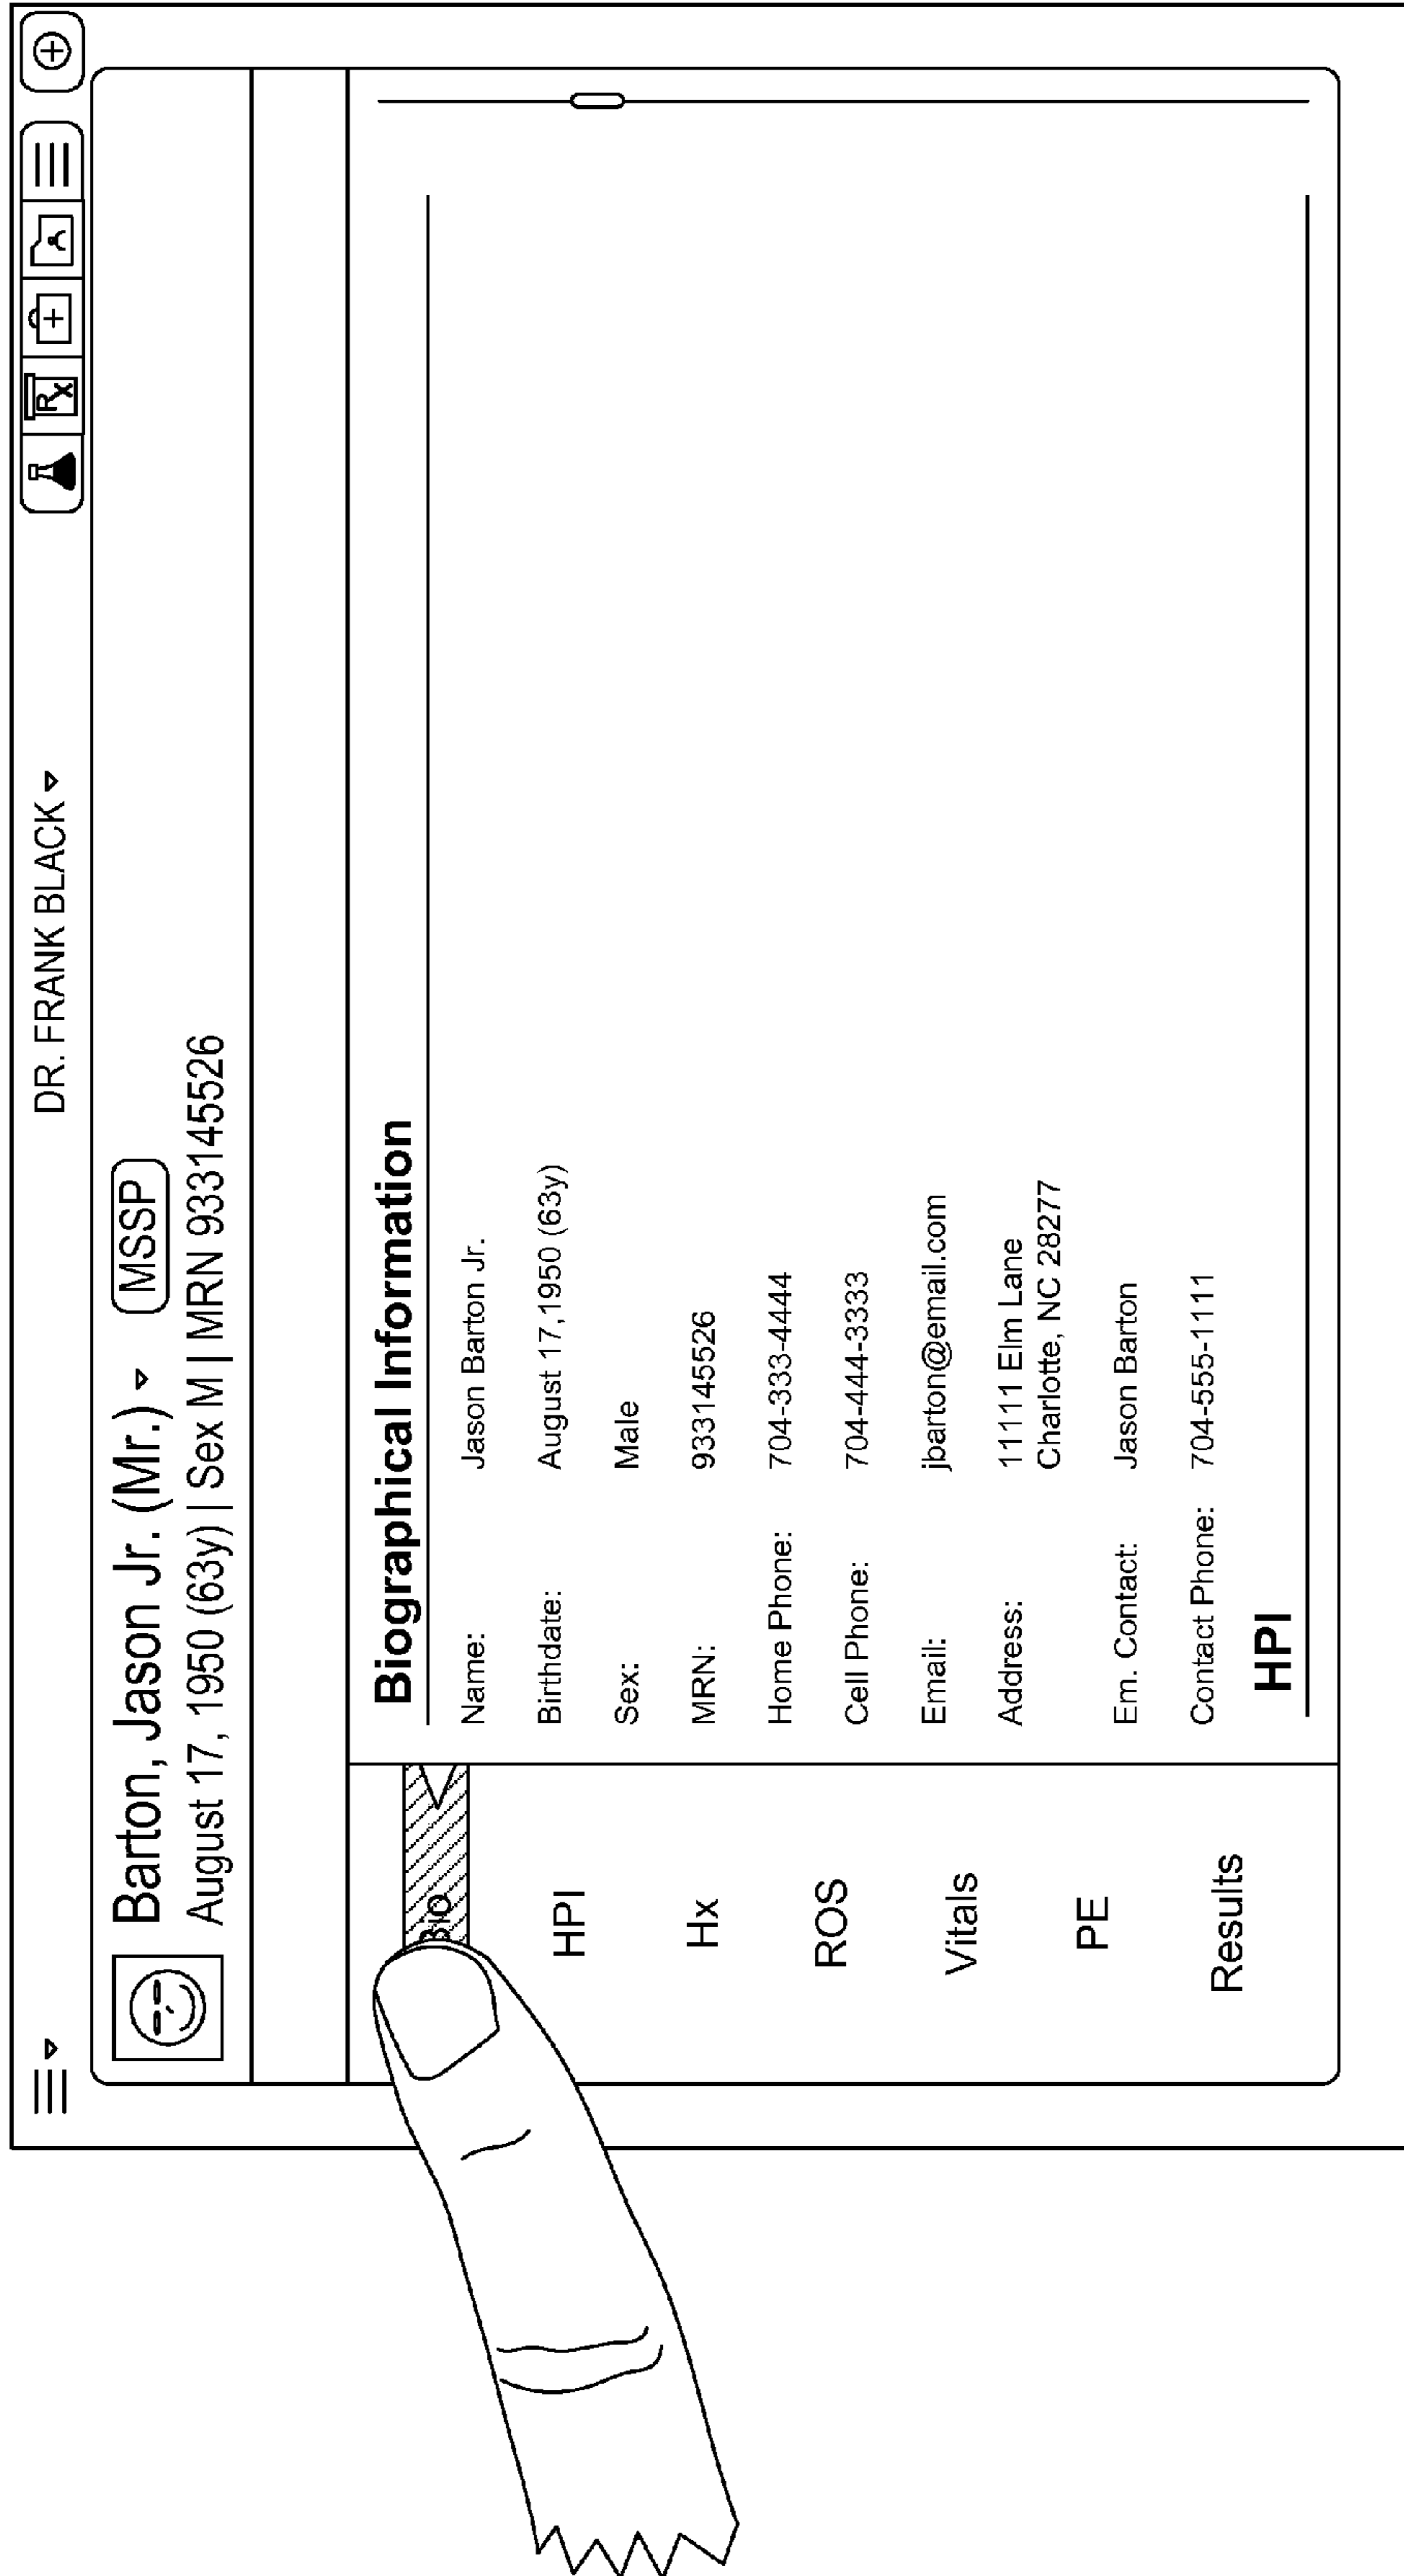 DR. FRANK BLACK
Rx
Barton, Jason Jr. (Mr.) MSSP
August 17, 1950 (63y) | Sex M | MRN 933145526
Bio
HPI
Hx
ROS
Vitals
PE
Results
Biographical Information
Name: Jason Barton Jr.
Birthdate: August 17,1950 (63y)
Sex: Male
MRN: 933145526
Home Phone: 704-333-4444
Cell Phone: 704-444-3333
Email: jbarton@email.com
Address: 11111 Elm Lane
Charlotte, NC 28277
Em. Contact: Jason Barton
Contact Phone: 704-555-1111
HPI